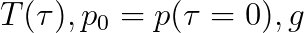 T(τ), p₀ = p(τ = 0), g